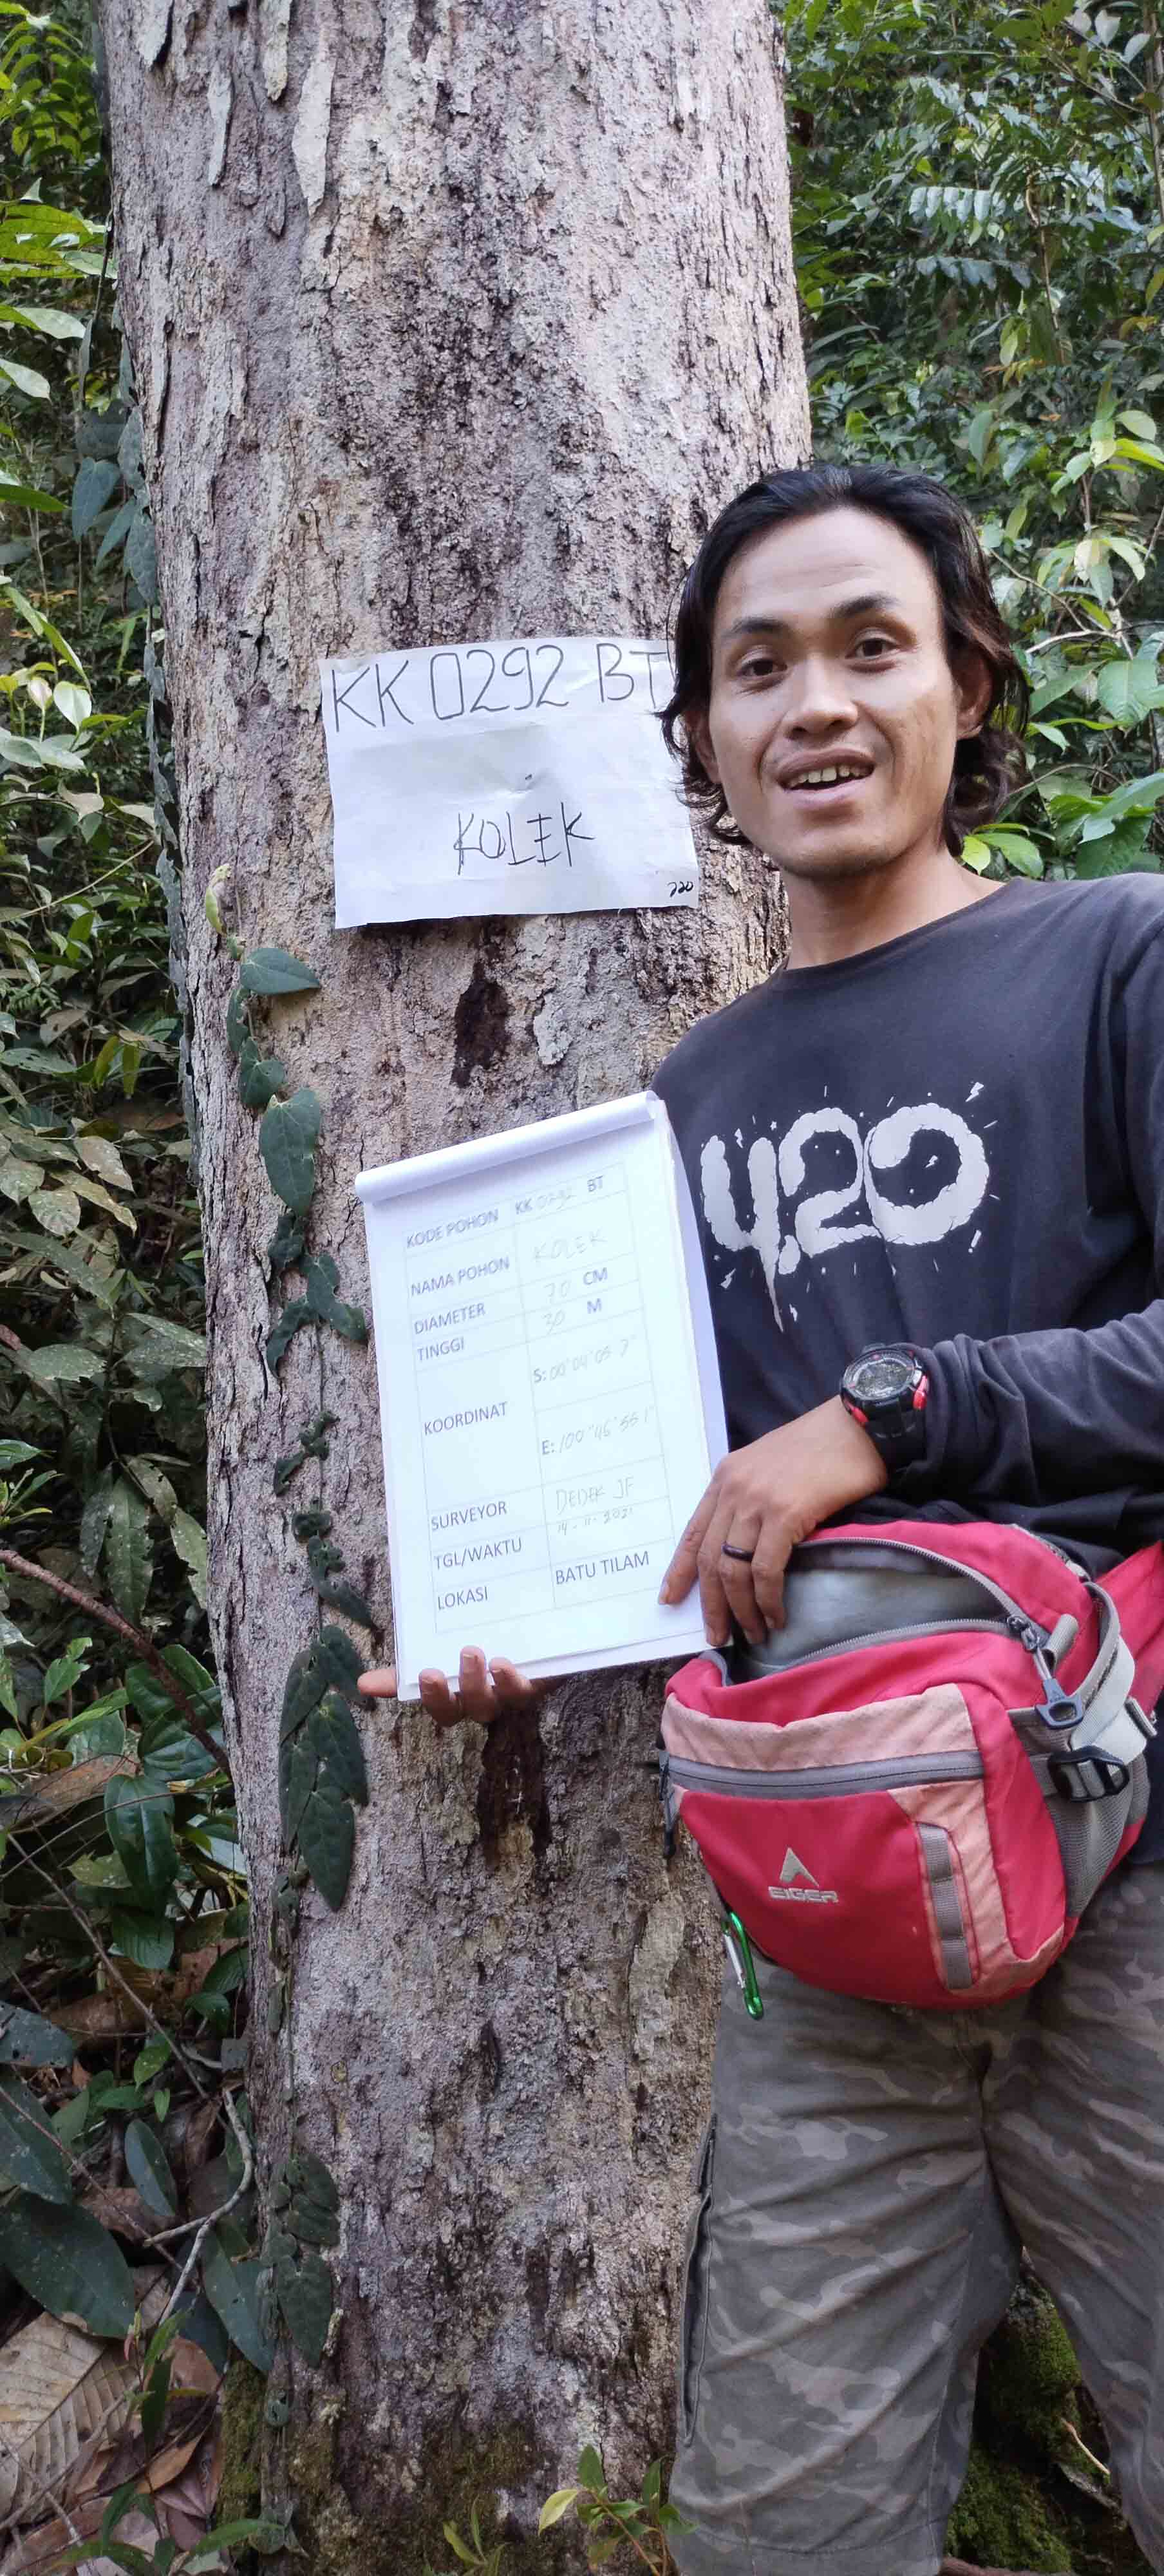 KK 0292 BT
KOLEK
220
KODE POHON KK 0292 BT
NAMA POHON KOLEK
DIAMETER 70 CM
TINGGI 30 M
KOORDINAT
S: 00°04'05 7"
E: 100°46'55 1"
SURVEYOR DEDEK JF
TGL/WAKTU 14 - 11 - 2021
LOKASI BATU TILAM
4.20
EIGER